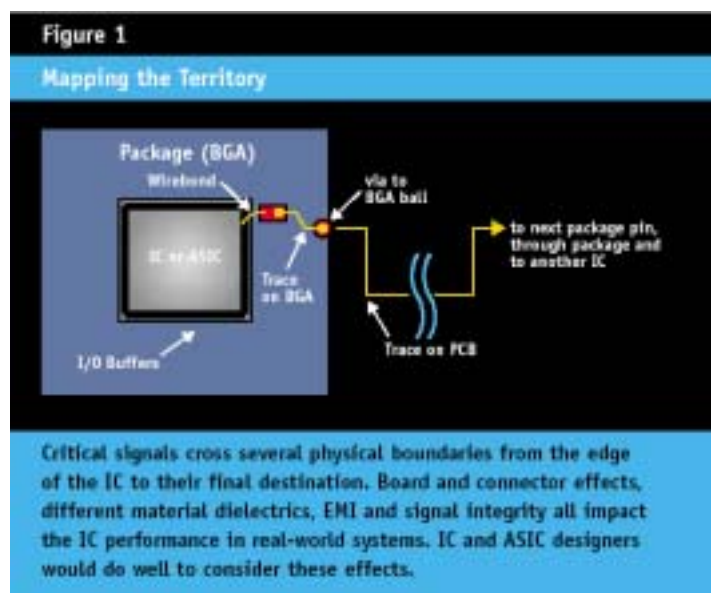 Figure 1
Mapping the Territory
Package (BGA)
Wirebond
via to
BGA ball
IC or ASIC
to next package pin,
through package and
to another IC
Trace
on BGA
I/O Buffers
Trace on PCB
Critical signals cross several physical boundaries from the edge
of the IC to their final destination. Board and connector effects,
different material dielectrics, EMI and signal integrity all impact
the IC performance in real-world systems. IC and ASIC designers
would do well to consider these effects.